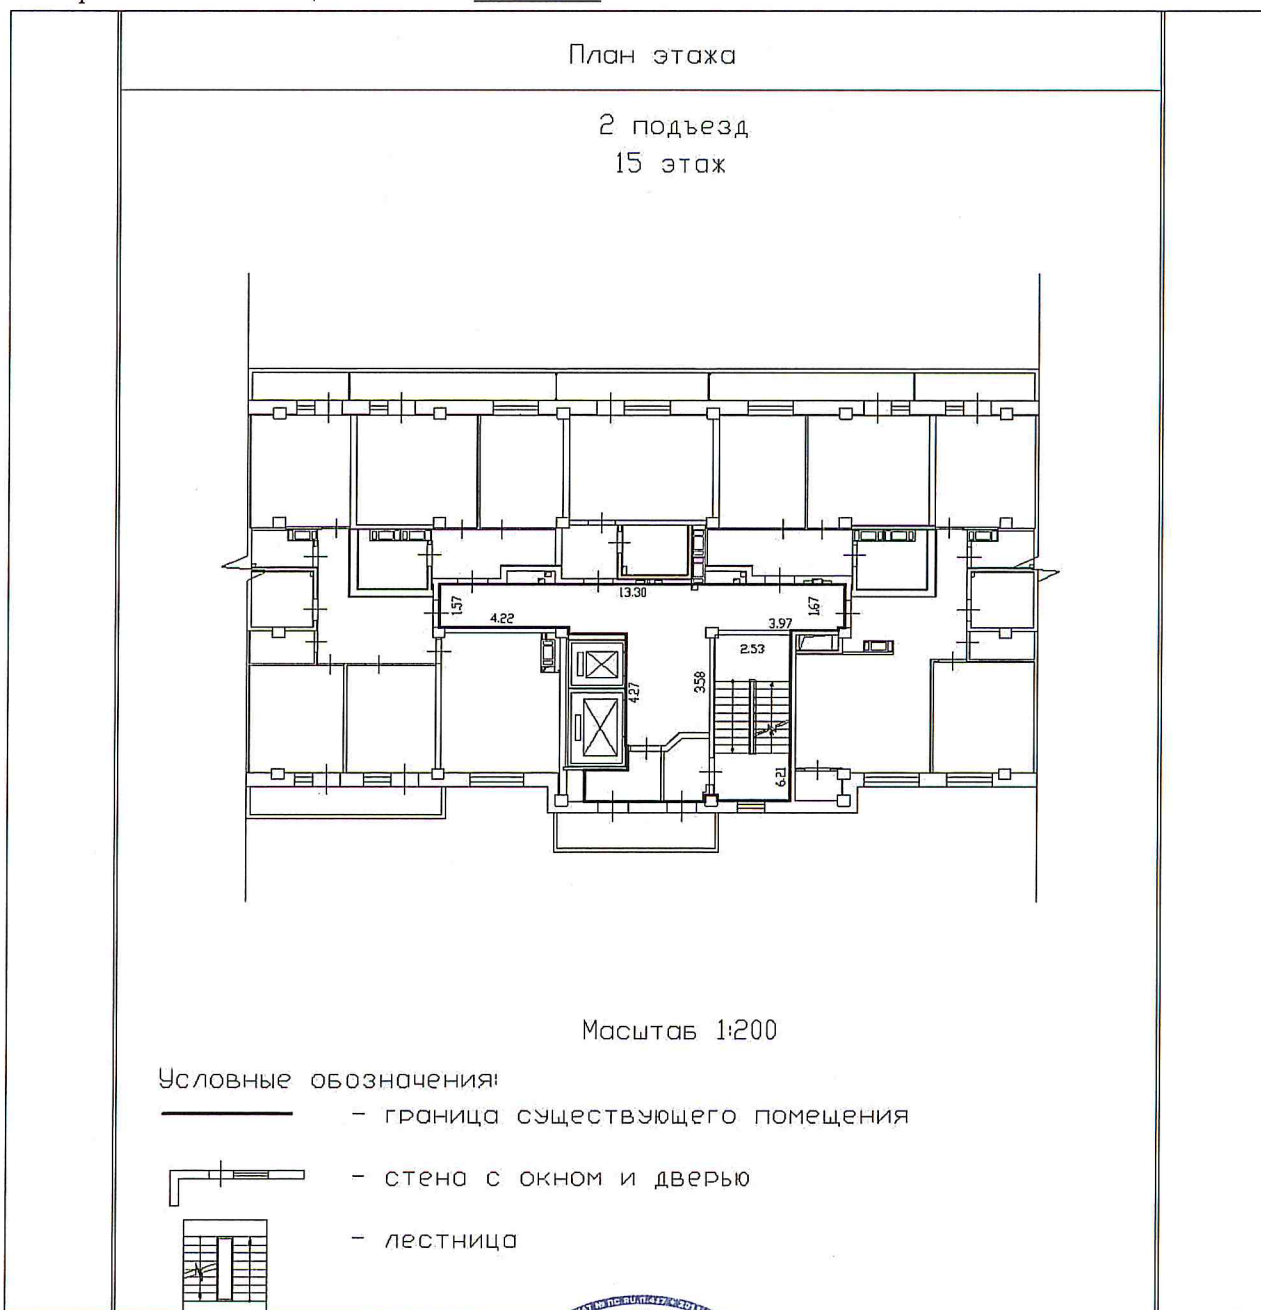 План этажа
2 подъезд
15 этаж
13.30
1.57
1.67
4.22
3.97
2.53
4.27
3.58
6.21
Масштаб 1:200
Условные обозначения:
- граница существующего помещения
- стена с окном и дверью
- лестница